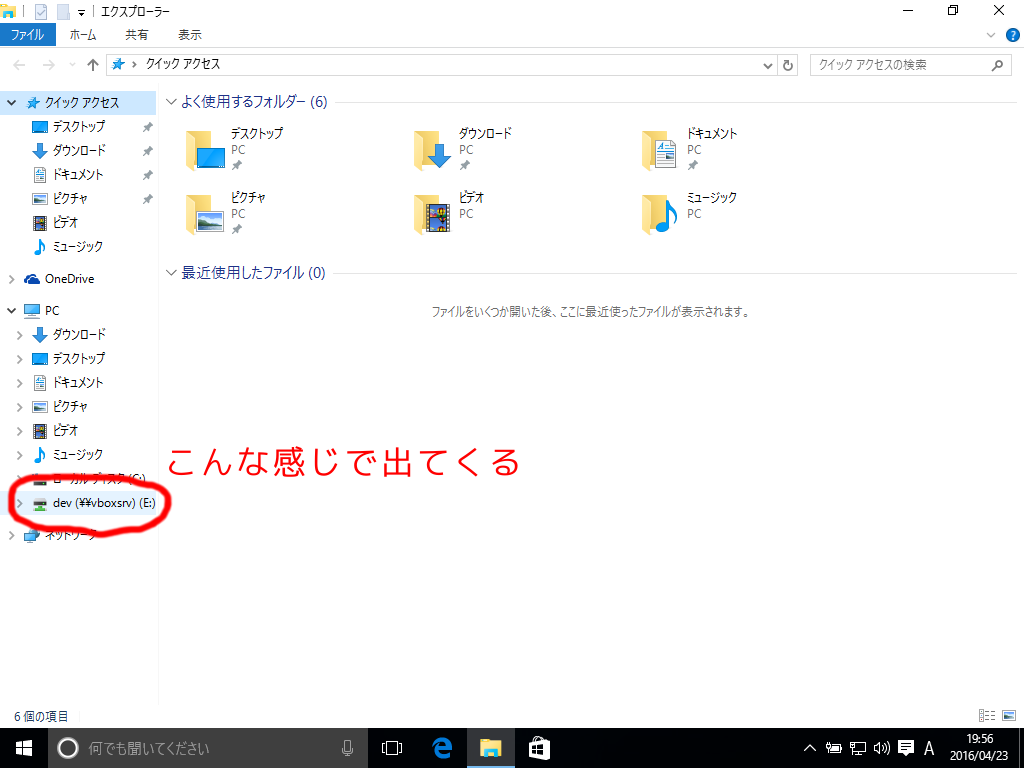 エクスプローラー
ファイル ホーム 共有 表示
クイック アクセス
クイック アクセスの検索
クイック アクセス
デスクトップ
ダウンロード
ドキュメント
ピクチャ
ビデオ
ミュージック
OneDrive
PC
ダウンロード
デスクトップ
ドキュメント
ピクチャ
ビデオ
ミュージック
ローカル ディスク (C:)
dev (¥¥vboxsrv) (E:)
ネットワーク
よく使用するフォルダー (6)
デスクトップ
PC
ダウンロード
PC
ドキュメント
PC
ピクチャ
PC
ビデオ
PC
ミュージック
PC
最近使用したファイル (0)
ファイルをいくつか開いた後、ここに最近使ったファイルが表示されます。
こんな感じで出てくる
6 個の項目
何でも聞いてください
A
19:56
2016/04/23